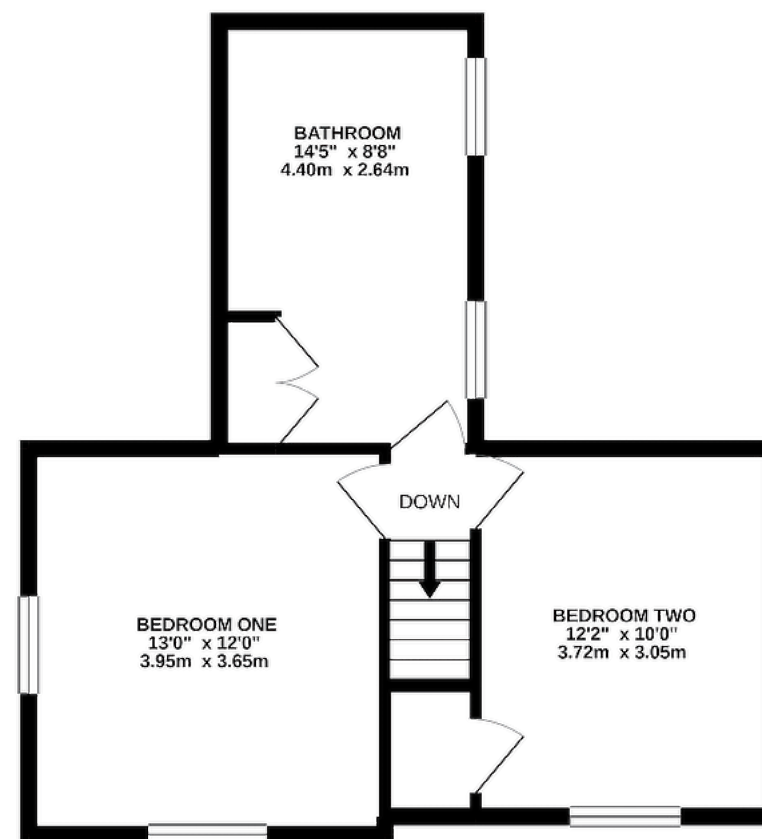 BATHROOM
14'5" x 8'8"
4.40m x 2.64m
DOWN
BEDROOM ONE
13'0" x 12'0"
3.95m x 3.65m
BEDROOM TWO
12'2" x 10'0"
3.72m x 3.05m